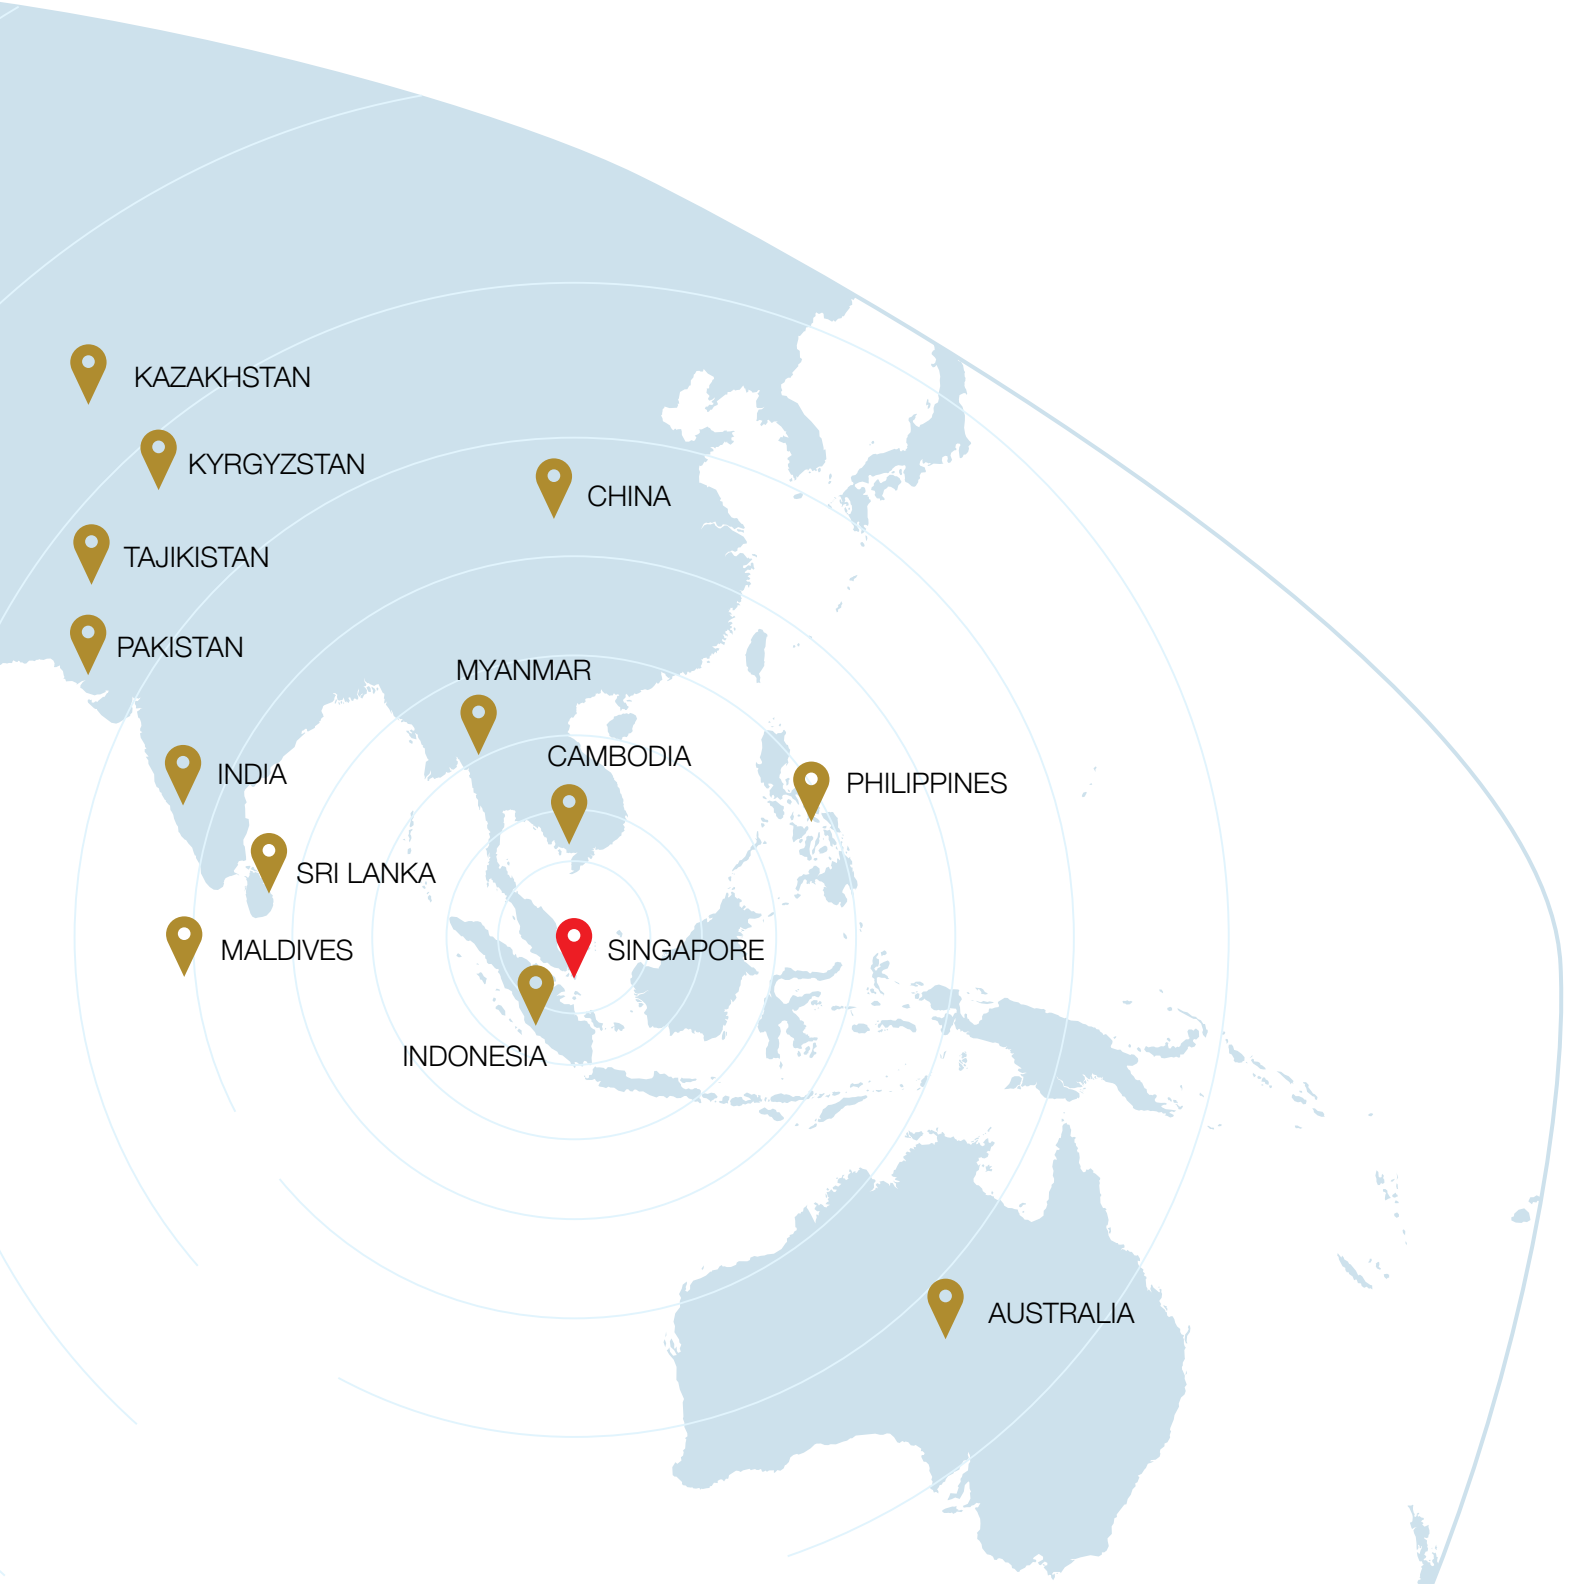 KAZAKHSTAN
KYRGYZSTAN
CHINA
TAJIKISTAN
PAKISTAN
MYANMAR
CAMBODIA
INDIA
PHILIPPINES
SRI LANKA
MALDIVES
SINGAPORE
INDONESIA
AUSTRALIA